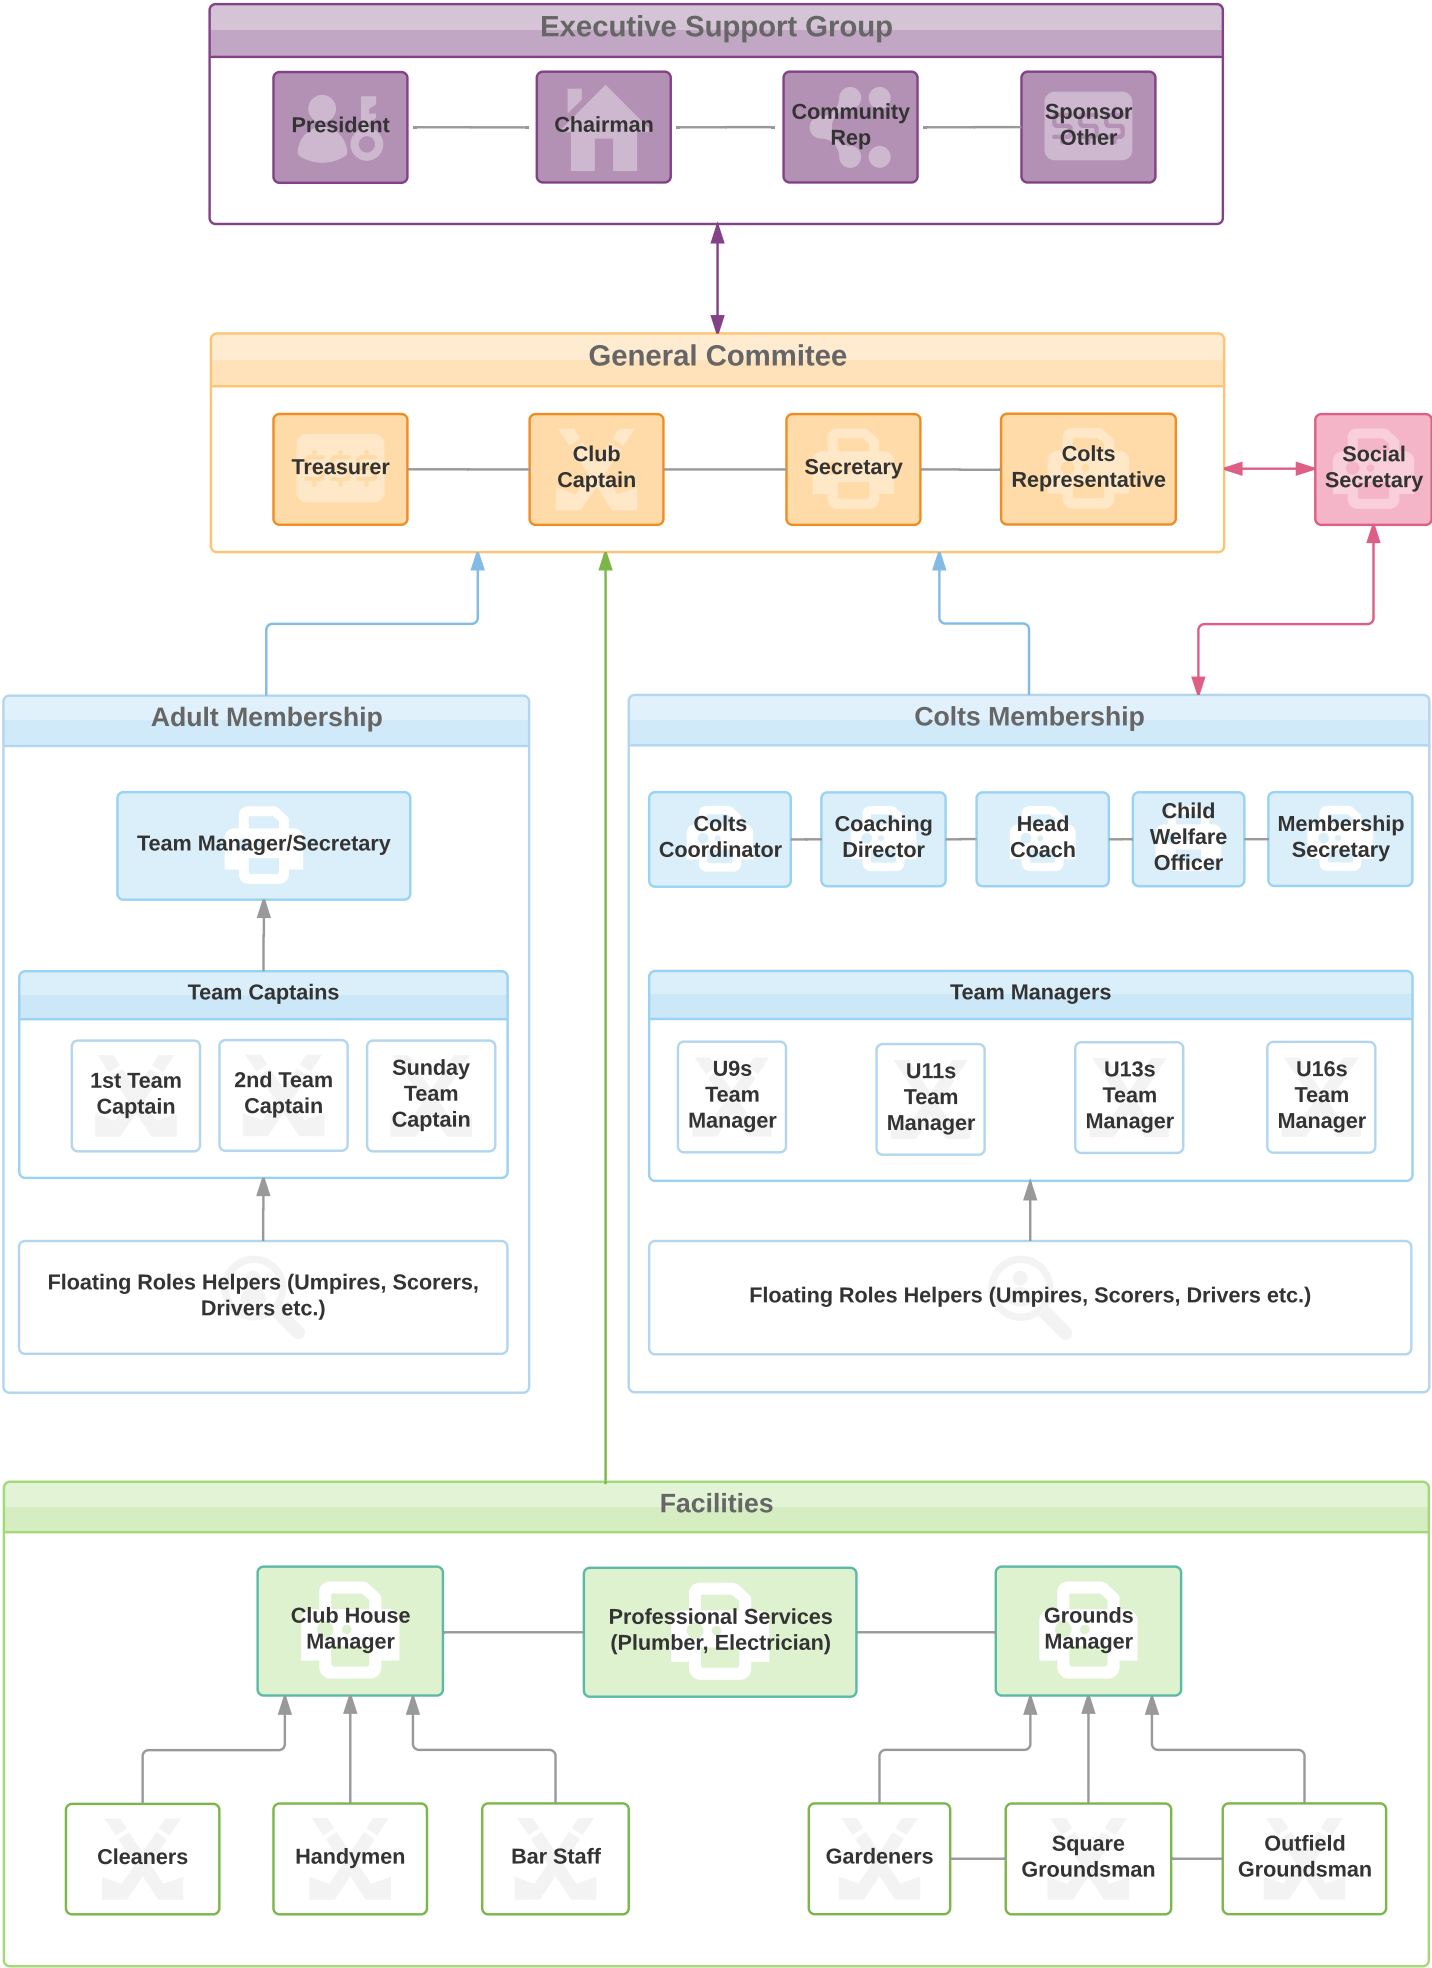 Executive Support Group
President
Chairman
Community
Rep
Sponsor
Other
General Commitee
Treasurer
Club
Captain
Secretary
Colts
Representative
Social
Secretary
Adult Membership
Team Manager/Secretary
Team Captains
1st Team
Captain
2nd Team
Captain
Sunday
Team
Captain
Floating Roles Helpers (Umpires, Scorers,
Drivers etc.)
Colts Membership
Colts
Coordinator
Coaching
Director
Head
Coach
Child
Welfare
Officer
Membership
Secretary
Team Managers
U9s
Team
Manager
U11s
Team
Manager
U13s
Team
Manager
U16s
Team
Manager
Floating Roles Helpers (Umpires, Scorers, Drivers etc.)
Facilities
Club House
Manager
Professional Services
(Plumber, Electrician)
Grounds
Manager
Cleaners
Handymen
Bar Staff
Gardeners
Square
Groundsman
Outfield
Groundsman